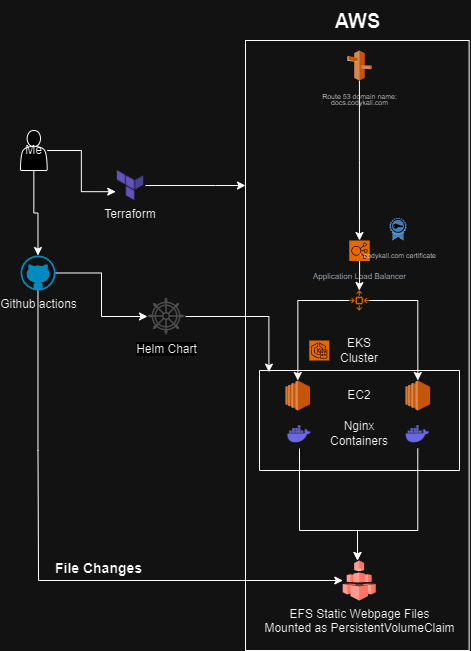 AWS
Route 53 domain name:
docs.codykall.com
Me
Terraform
codykall.com certificate
Application Load Balancer
Github actions
Helm Chart
EKS
Cluster
EC2
Nginx
Containers
File Changes
EFS Static Webpage Files
Mounted as PersistentVolumeClaim